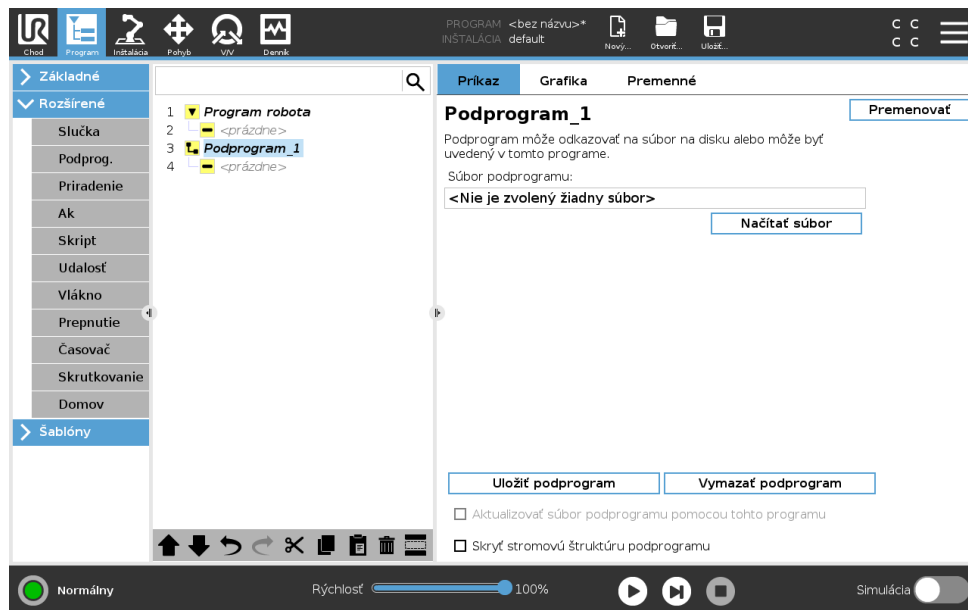 PROGRAM <bez názvu>*
INŠTALÁCIA default
Chod
Program
Inštalácia
Pohyb
V/V
Denník
Nový...
Otvoriť...
Uložiť...
C C
C C
Základné
Rozšírené
Slučka
Podprog.
Priradenie
Ak
Skript
Udalosť
Vlákno
Prepnutie
Časovač
Skrutkovanie
Domov
Šablóny
1 Program robota
2 <prázdne>
3 Podprogram_1
4 <prázdne>
Príkaz
Grafika
Premenné
Podprogram_1
Premenovať
Podprogram môže odkazovať na súbor na disku alebo môže byť
uvedený v tomto programe.
Súbor podprogramu:
<Nie je zvolený žiadny súbor>
Načítať súbor
Uložiť podprogram
Vymazať podprogram
Aktualizovať súbor podprogramu pomocou tohto programu
Skryť stromovú štruktúru podprogramu
Normálny
Rýchlosť
100%
Simulácia